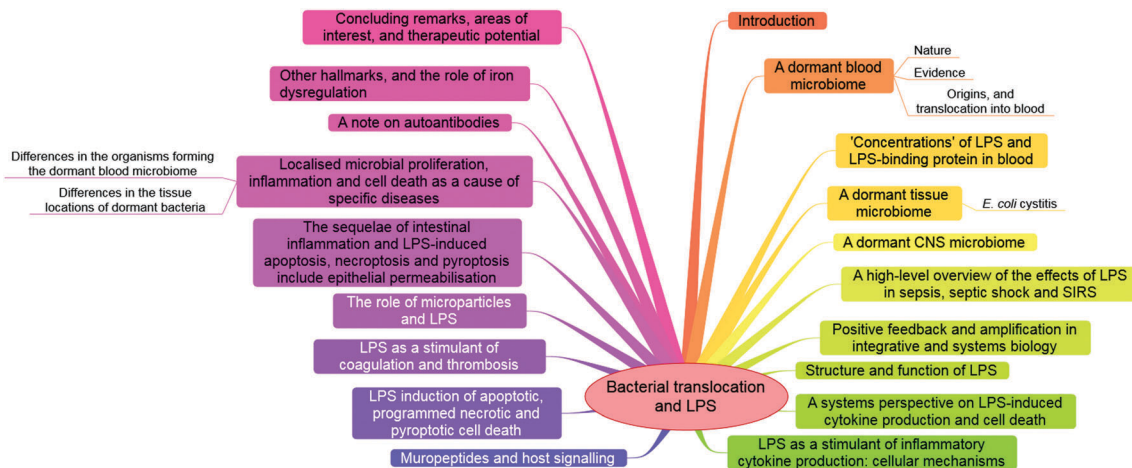 Introduction
A dormant blood
microbiome
Nature
Evidence
Origins, and
translocation into blood
'Concentrations' of LPS and
LPS-binding protein in blood
A dormant tissue
microbiome
E. coli cystitis
A dormant CNS microbiome
A high-level overview of the effects of LPS
in sepsis, septic shock and SIRS
Positive feedback and amplification in
integrative and systems biology
Structure and function of LPS
A systems perspective on LPS-induced
cytokine production and cell death
LPS as a stimulant of inflammatory
cytokine production: cellular mechanisms
Muropeptides and host signalling
LPS induction of apoptotic,
programmed necrotic and
pyroptotic cell death
LPS as a stimulant of
coagulation and thrombosis
The role of microparticles
and LPS
The sequelae of intestinal
inflammation and LPS-induced
apoptosis, necroptosis and pyroptosis
include epithelial permeabilisation
Localised microbial proliferation,
inflammation and cell death as a cause of
specific diseases
Differences in the organisms forming
the dormant blood microbiome
Differences in the tissue
locations of dormant bacteria
A note on autoantibodies
Other hallmarks, and the role of iron
dysregulation
Concluding remarks, areas of
interest, and therapeutic potential
Bacterial translocation
and LPS